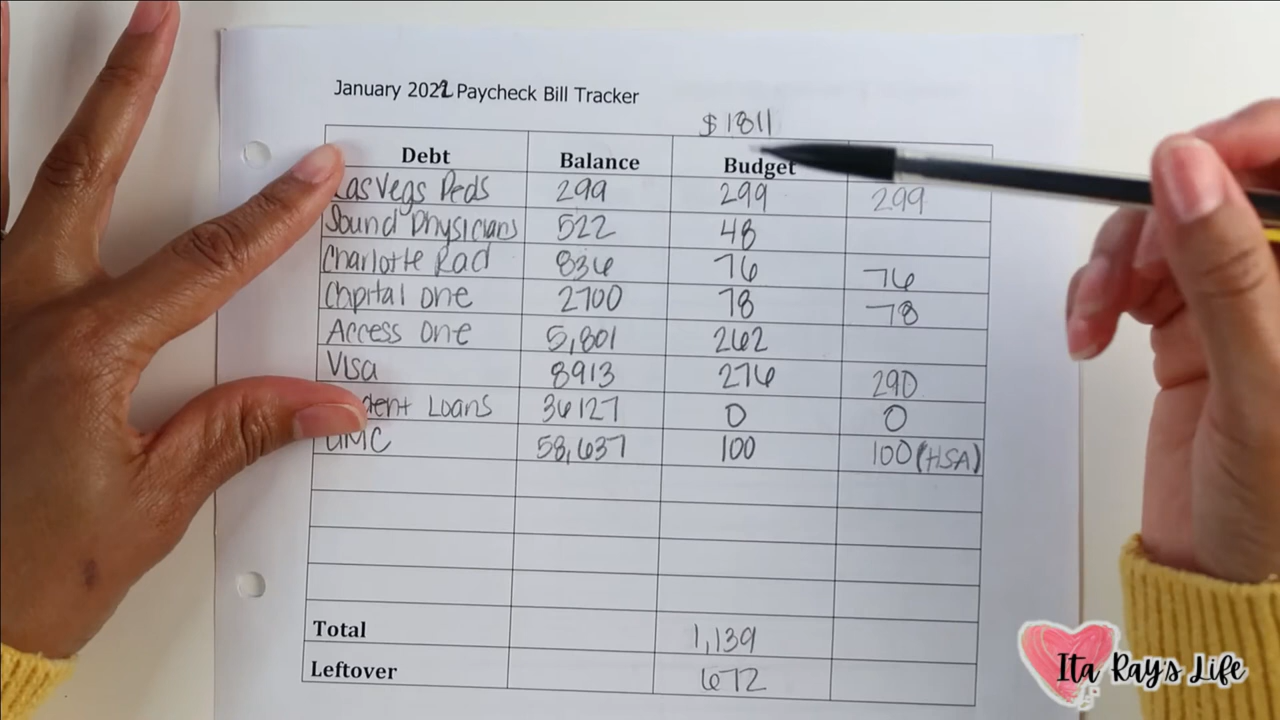 January 2022 Paycheck Bill Tracker
$1811
Debt Balance Budget
Las Vegs Peds 299 299 299
Sound Physicians 522 48
Charlotte Rad 836 76 76
Capital one 2700 78 78
Access One 5,801 262
Visa 8913 276 290
dent Loans 36127 0 0
UMC 58,637 100 100 (HSA)
Total 1,139
Leftover 672
Ita Ray's Life